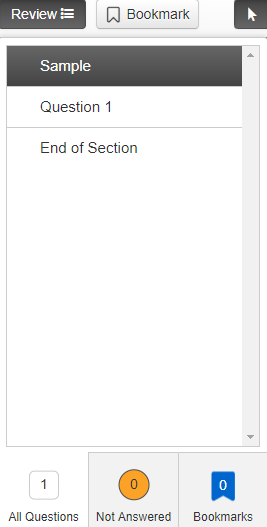 Review Bookmark
Sample
Question 1
End of Section
1 0 0
All Questions Not Answered Bookmarks